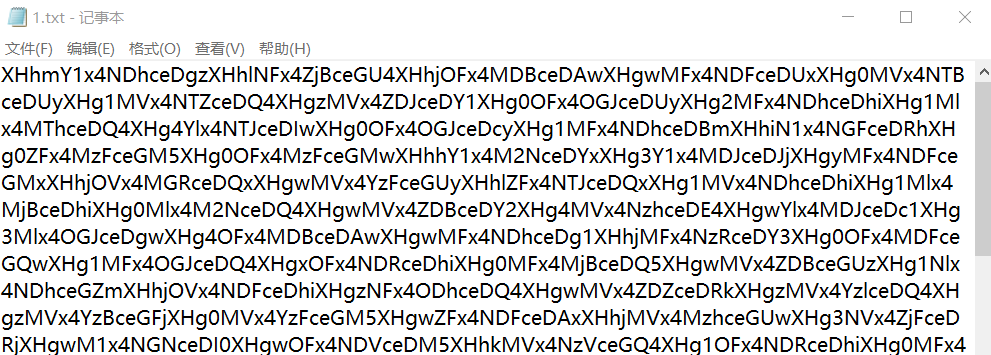 1.txt - 记事本
文件(F) 编辑(E) 格式(O) 查看(V) 帮助(H)
XHhmY1x4NDhceDgzXHhlNFx4ZjBceGU4XHhjOFx4MDBceDAwXHgwMFx4NDFceDUxXHg0MVx4NTB
ceDUyXHg1MVx4NTZceDQ4XHgzMVx4ZDJceDY1XHg0OFx4OGJceDUyXHg2MFx4NDhceDhiXHg1Ml
x4MThceDQ4XHg4Ylx4NTJceDIwXHg0OFx4OGJceDcyXHg1MFx4NDhceDBmXHhiN1x4NGFceDRhXH
g0ZFx4MzFceGM5XHg0OFx4MzFceGMwXHhhY1x4M2NceDYxXHg3Y1x4MDJceDJjXHgyMFx4NDFce
GMxXHhjOVx4MGRceDQxXHgwMVx4YzFceGUyXHhlZFx4NTJceDQxXHg1MVx4NDhceDhiXHg1Mlx4
MjBceDhiXHg0Mlx4M2NceDQ4XHgwMVx4ZDBceDY2XHg4MVx4NzhceDE4XHgwYlx4MDJceDc1XHg
3Mlx4OGJceDgwXHg4OFx4MDBceDAwXHgwMFx4NDhceDg1XHhjMFx4NzRceDY3XHg0OFx4MDFce
GQwXHg1MFx4OGJceDQ4XHgxOFx4NDRceDhiXHg0MFx4MjBceDQ5XHgwMVx4ZDBceGUzXHg1Nlx
4NDhceGZmXHhjOVx4NDFceDhiXHgzNFx4ODhceDQ4XHgwMVx4ZDZceDRkXHgzMVx4YzlceDQ4XH
gzMVx4YzBceGFjXHg0MVx4YzFceGM5XHgwZFx4NDFceDAxXHhjMVx4MzhceGUwXHg3NVx4ZjFceD
RjXHgwM1x4NGNceDI0XHgwOFx4NDVceDM5XHhkMVx4NzVceGQ4XHg1OFx4NDRceDhiXHg0MFx4